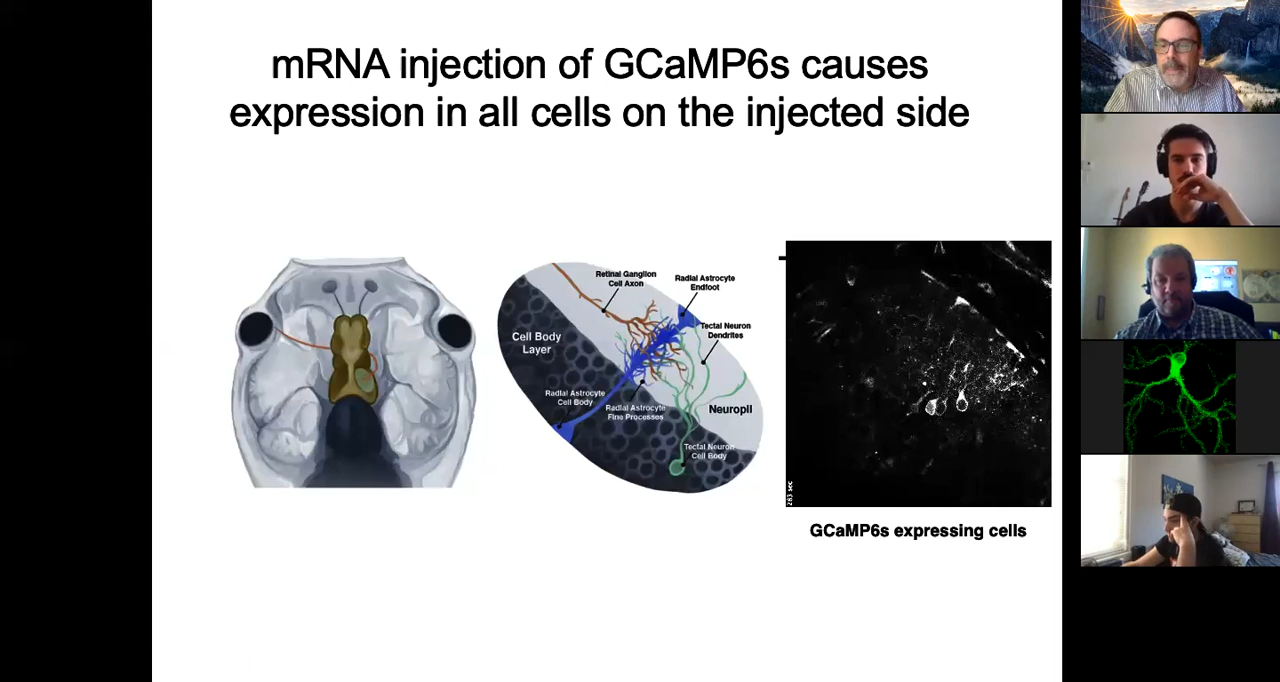 mRNA injection of GCaMP6s causes
expression in all cells on the injected side
Retinal Ganglion
Cell Axon
Radial Astrocyte
Endfoot
Tectal Neuron
Dendrites
Cell Body
Layer
Radial Astrocyte
Cell Body
Radial Astrocyte
Fine Processes
Neuropil
Tectal Neuron
Cell Body
263 sec
GCaMP6s expressing cells